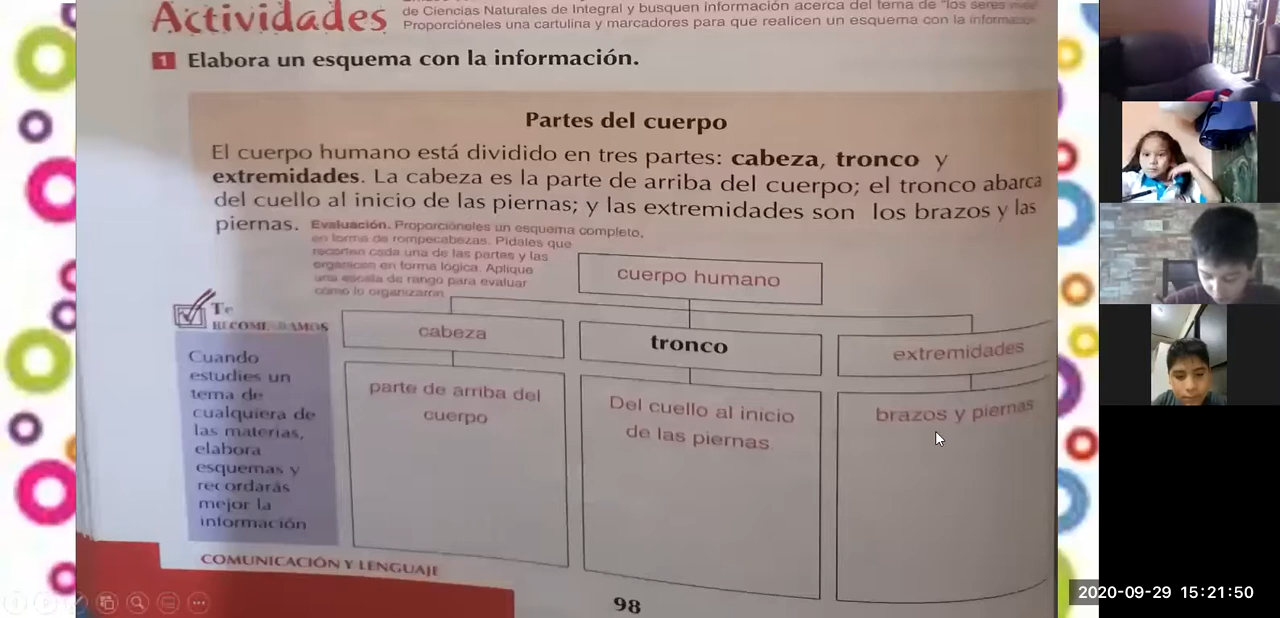 Actividades
de Ciencias Naturales de Integral y busquen información acerca del tema de "los seres
Proporcióneles una cartulina y marcadores para que realicen un esquema con la información
1 Elabora un esquema con la información.
Partes del cuerpo
El cuerpo humano está dividido en tres partes: cabeza, tronco y
extremidades. La cabeza es la parte de arriba del cuerpo; el tronco abarca
del cuello al inicio de las piernas; y las extremidades son los brazos y las
piernas. Evaluación. Proporcióneles un esquema completo,
en forma de rompecabezas. Pídales que
recorten cada una de las partes y las
organicen en forma lógica. Aplique
una escala de rango para evaluar
cómo lo organizaron
cuerpo humano
cabeza
tronco
extremidades
parte de arriba del
cuerpo
Del cuello al inicio
de las piernas
brazos y piernas
Te
RECOMENDAMOS
Cuando
estudies un
tema de
cualquiera de
las materias,
elabora
esquemas y
recordarás
mejor la
información
COMUNICACIÓN Y LENGUAJE
98
2020-09-29 15:21:50